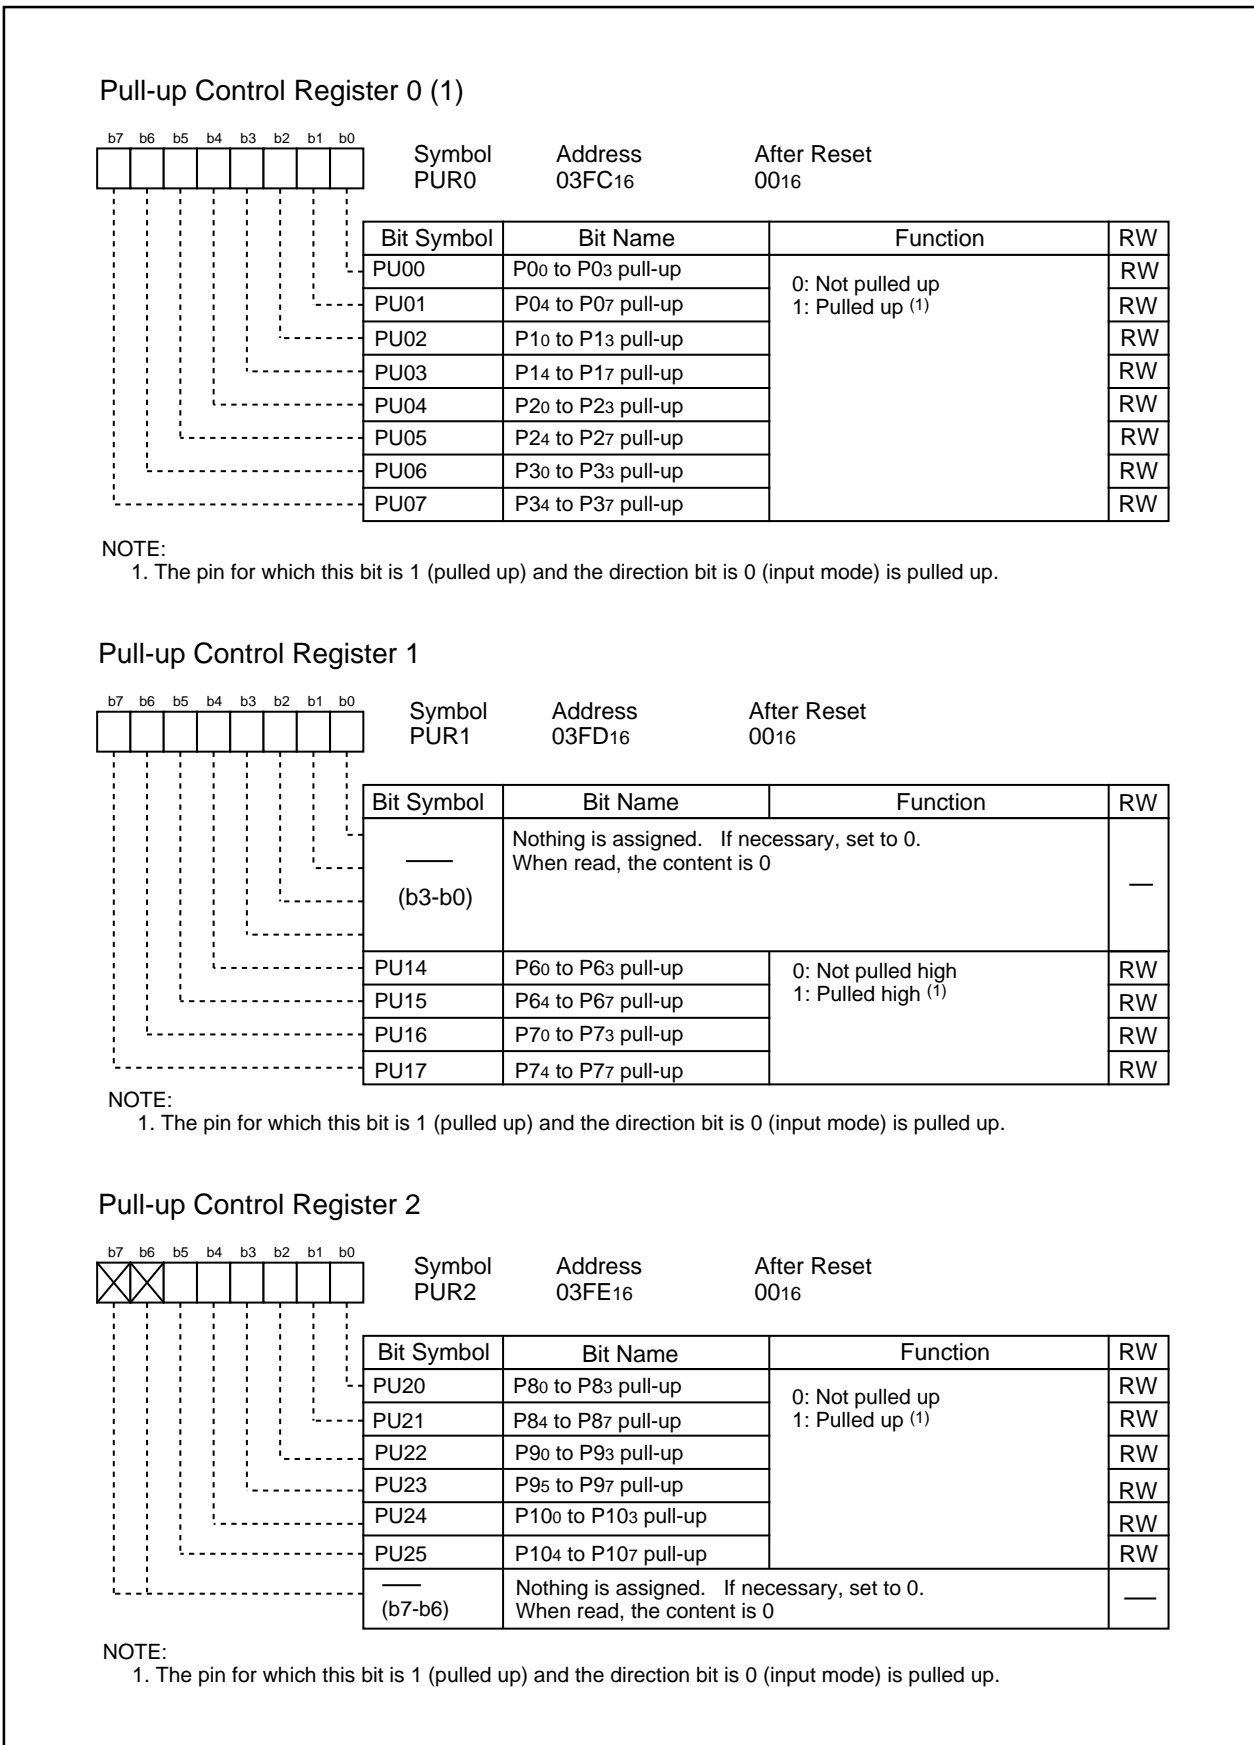 Pull-up Control Register 0 (1)
b7 b6 b5 b4 b3 b2 b1 b0
Symbol Address After Reset
PUR0 03FC16 0016
Bit Symbol Bit Name Function RW
PU00 P00 to P03 pull-up RW
0: Not pulled up
1: Pulled up (1)
PU01 P04 to P07 pull-up RW
PU02 P10 to P13 pull-up RW
PU03 P14 to P17 pull-up RW
PU04 P20 to P23 pull-up RW
PU05 P24 to P27 pull-up RW
PU06 P30 to P33 pull-up RW
PU07 P34 to P37 pull-up RW
NOTE:
1. The pin for which this bit is 1 (pulled up) and the direction bit is 0 (input mode) is pulled up.
Pull-up Control Register 1
b7 b6 b5 b4 b3 b2 b1 b0
Symbol Address After Reset
PUR1 03FD16 0016
Bit Symbol Bit Name Function RW
Nothing is assigned. If necessary, set to 0.
When read, the content is 0
—
(b3-b0) —
PU14 P60 to P63 pull-up RW
0: Not pulled high
1: Pulled high (1)
PU15 P64 to P67 pull-up RW
PU16 P70 to P73 pull-up RW
PU17 P74 to P77 pull-up RW
NOTE:
1. The pin for which this bit is 1 (pulled up) and the direction bit is 0 (input mode) is pulled up.
Pull-up Control Register 2
b7 b6 b5 b4 b3 b2 b1 b0
Symbol Address After Reset
PUR2 03FE16 0016
Bit Symbol Bit Name Function RW
PU20 P80 to P83 pull-up RW
0: Not pulled up
1: Pulled up (1)
PU21 P84 to P87 pull-up RW
PU22 P90 to P93 pull-up RW
PU23 P95 to P97 pull-up RW
PU24 P100 to P103 pull-up RW
PU25 P104 to P107 pull-up RW
— Nothing is assigned. If necessary, set to 0. —
(b7-b6) When read, the content is 0
NOTE:
1. The pin for which this bit is 1 (pulled up) and the direction bit is 0 (input mode) is pulled up.